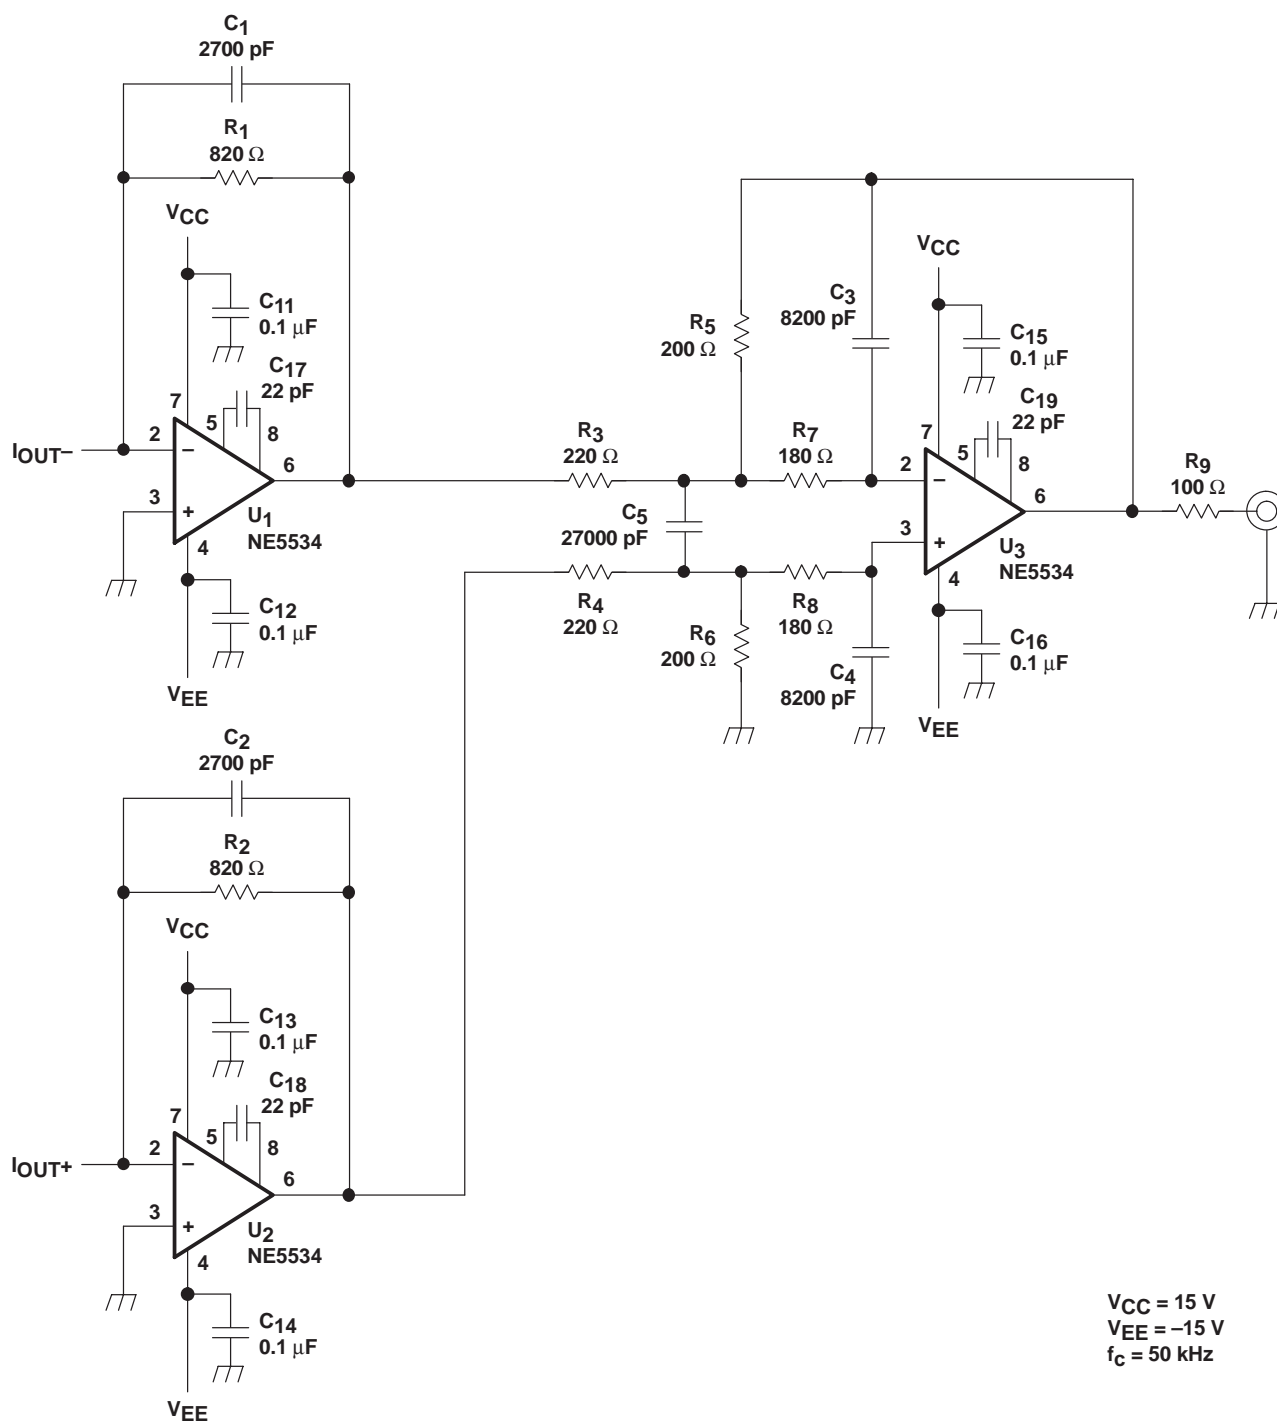 C1
2700 pF
R1
820 Ω
VCC
C11
0.1 μF
C17
22 pF
7
5
8
2
–
IOUT–
6
3
+
U1
NE5534
4
C12
0.1 μF
VEE
R3
220 Ω
R5
200 Ω
C3
8200 pF
R7
180 Ω
C5
27000 pF
R4
220 Ω
R6
200 Ω
R8
180 Ω
C4
8200 pF
VCC
C15
0.1 μF
C19
22 pF
7
5
8
2
–
6
3
+
U3
NE5534
4
R9
100 Ω
C16
0.1 μF
VEE
C2
2700 pF
R2
820 Ω
VCC
C13
0.1 μF
C18
22 pF
7
5
8
2
–
IOUT+
6
3
+
U2
NE5534
4
C14
0.1 μF
VEE
VCC = 15 V
VEE = –15 V
fC = 50 kHz